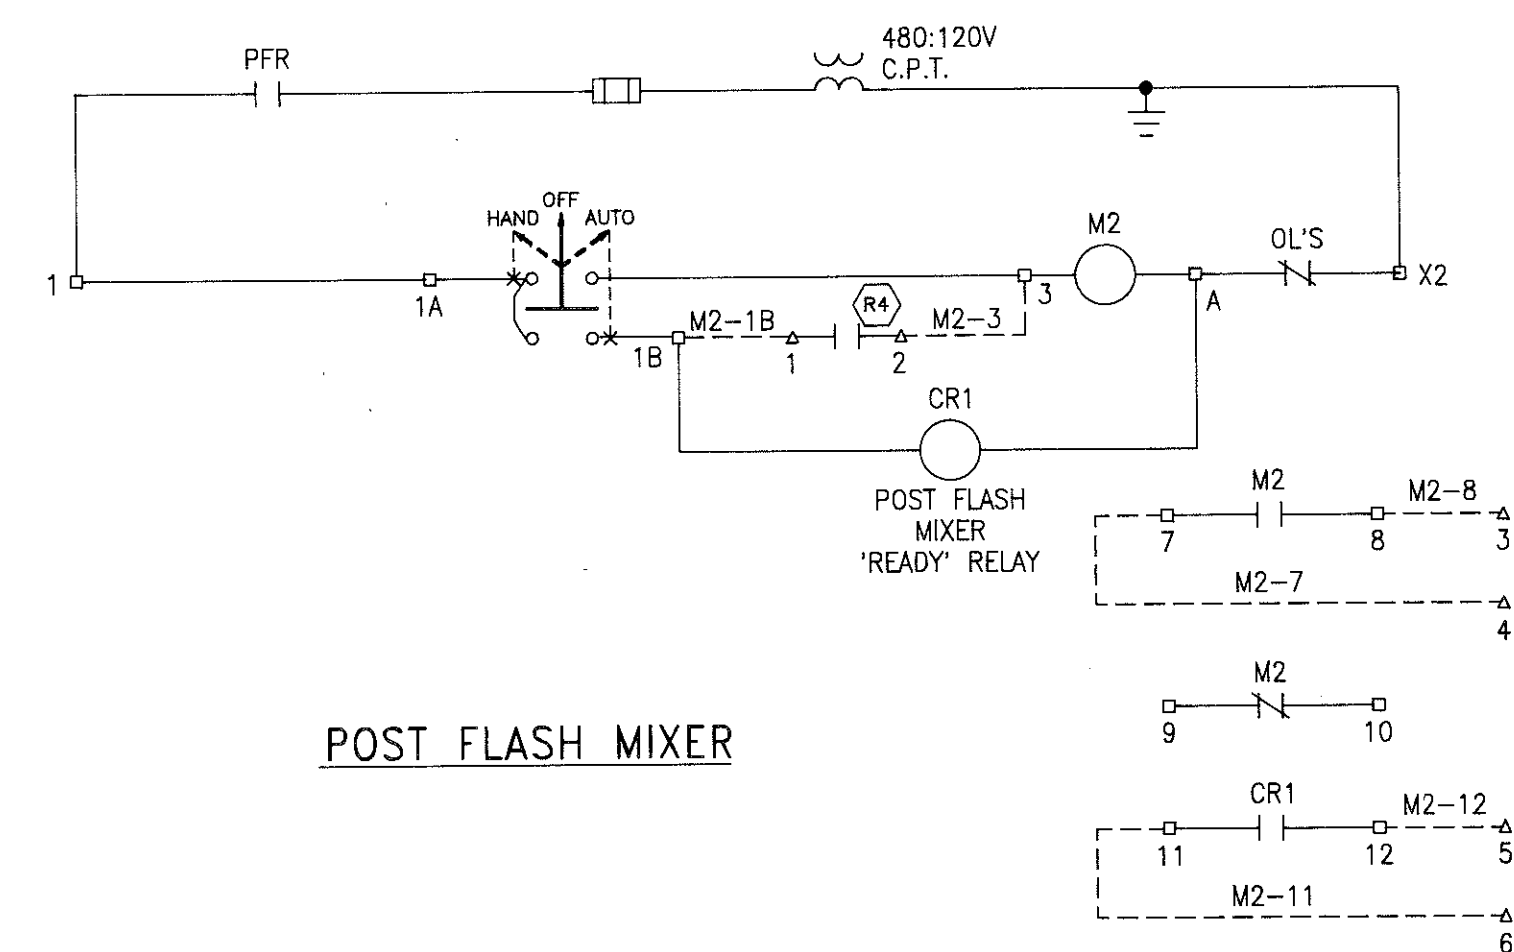 480:120V
C.P.T.
PFR
OFF
HAND
AUTO
M2
OL'S
1
1A
3
A
X2
R4
M2-1B
M2-3
1B
1
2
CR1
POST FLASH
MIXER
'READY' RELAY
M2
M2-8
7
8
3
M2-7
4
M2
9
10
POST FLASH MIXER
CR1
M2-12
11
12
5
M2-11
6